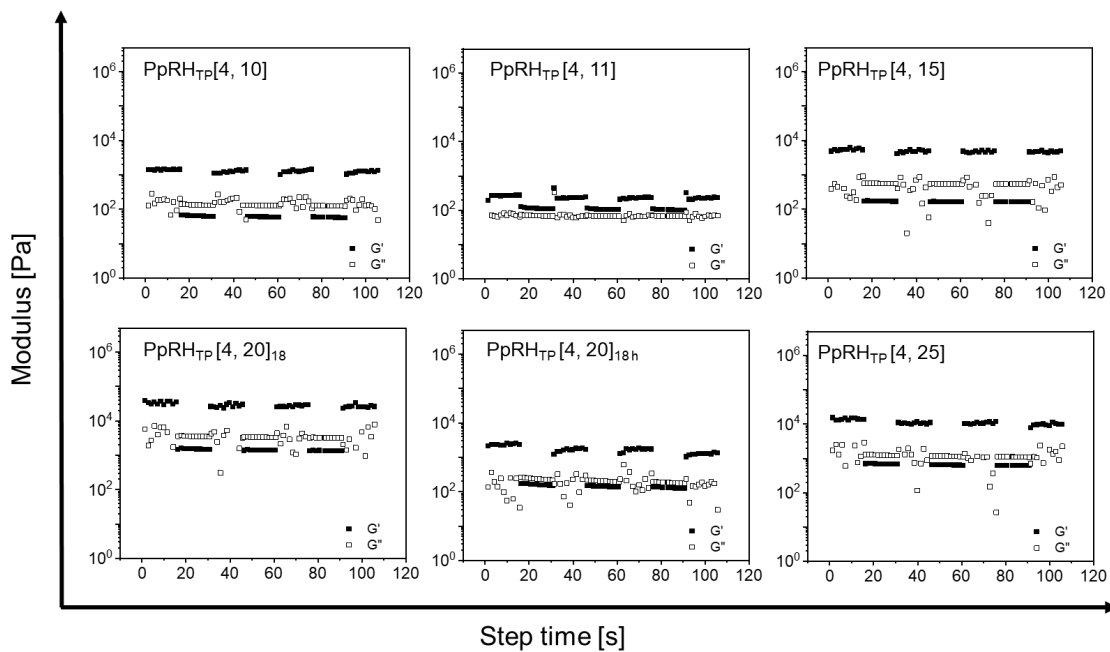 Modulus [Pa]
PpRH_TP[4, 10]
10^6
10^4
10^2
10^0
G'
G"
0 20 40 60 80 100 120
PpRH_TP[4, 11]
10^6
10^4
10^2
10^0
G'
G"
0 20 40 60 80 100 120
PpRH_TP[4, 15]
10^6
10^4
10^2
10^0
G'
G"
0 20 40 60 80 100 120
PpRH_TP[4, 20]_18
10^6
10^4
10^2
10^0
G'
G"
0 20 40 60 80 100 120
PpRH_TP[4, 20]_18 h
10^6
10^4
10^2
10^0
G'
G"
0 20 40 60 80 100 120
PpRH_TP[4, 25]
10^6
10^4
10^2
10^0
G'
G"
0 20 40 60 80 100 120
Step time [s]